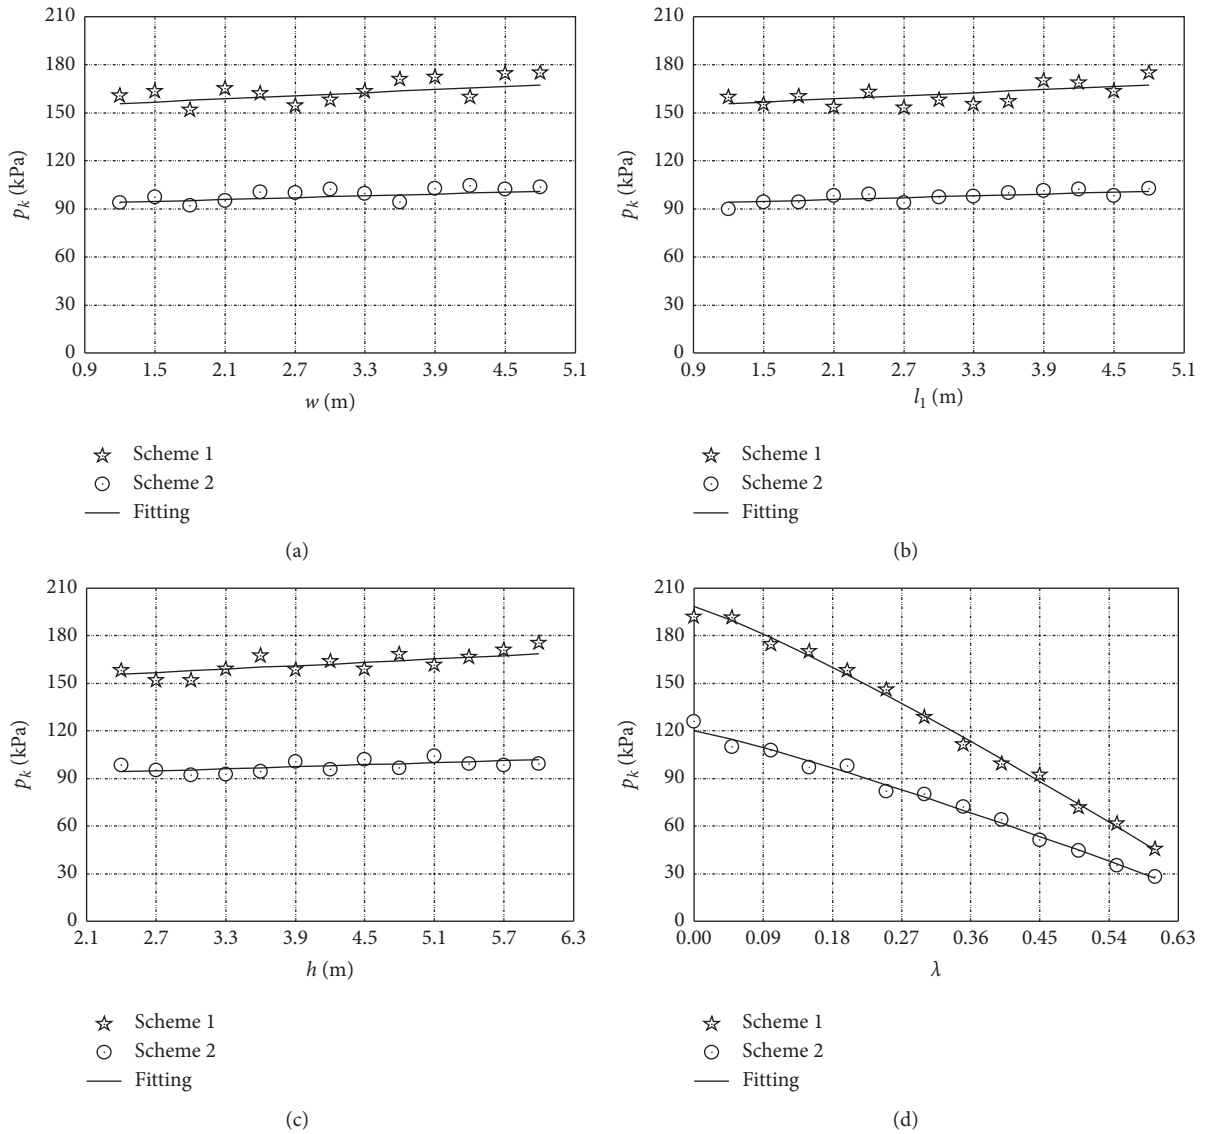 210
180
150
120
90
60
30
0
p_k (kPa)
0.9 1.5 2.1 2.7 3.3 3.9 4.5 5.1
w (m)
Scheme 1
Scheme 2
Fitting
(a)
210
180
150
120
90
60
30
0
p_k (kPa)
0.9 1.5 2.1 2.7 3.3 3.9 4.5 5.1
l_1 (m)
Scheme 1
Scheme 2
Fitting
(b)
210
180
150
120
90
60
30
0
p_k (kPa)
2.1 2.7 3.3 3.9 4.5 5.1 5.7 6.3
h (m)
Scheme 1
Scheme 2
Fitting
(c)
210
180
150
120
90
60
30
0
p_k (kPa)
0.00 0.09 0.18 0.27 0.36 0.45 0.54 0.63
λ
Scheme 1
Scheme 2
Fitting
(d)